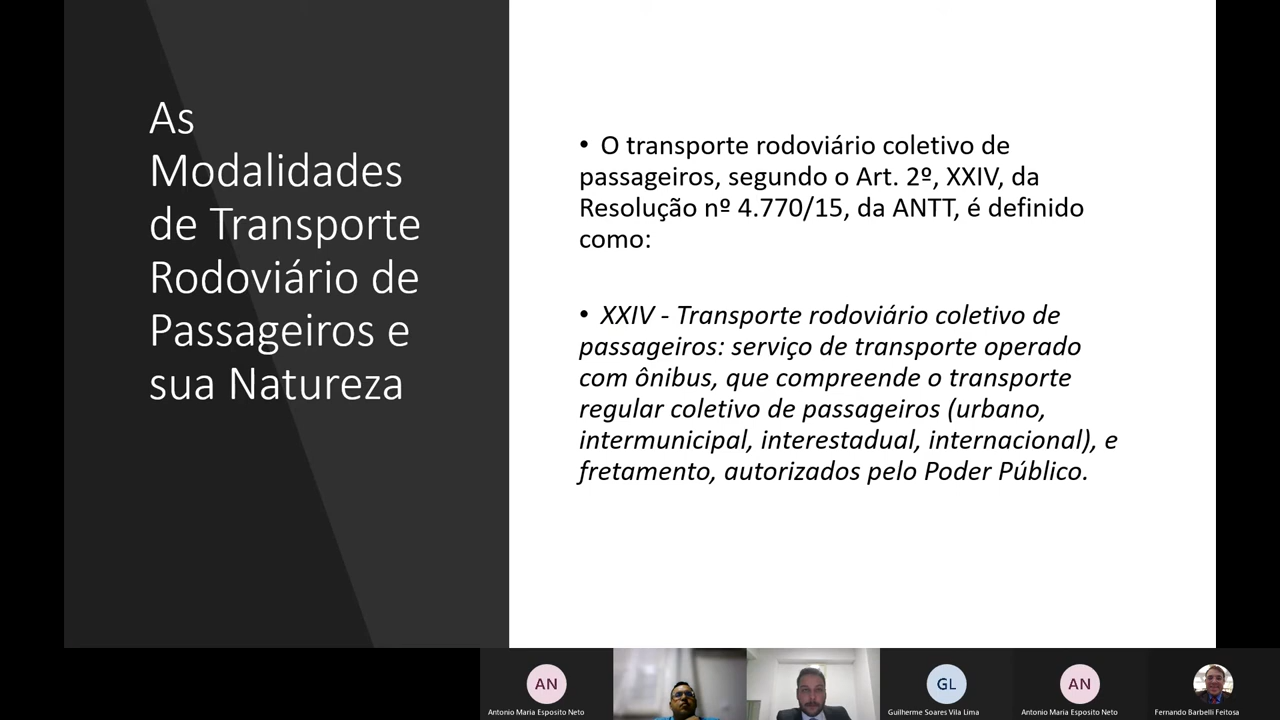 As
Modalidades
de Transporte
Rodoviário de
Passageiros e
sua Natureza
• O transporte rodoviário coletivo de
passageiros, segundo o Art. 2º, XXIV, da
Resolução nº 4.770/15, da ANTT, é definido
como:
• XXIV - Transporte rodoviário coletivo de
passageiros: serviço de transporte operado
com ônibus, que compreende o transporte
regular coletivo de passageiros (urbano,
intermunicipal, interestadual, internacional), e
fretamento, autorizados pelo Poder Público.
AN
GL
AN
Antonio Maria Esposito Neto
Guilherme Soares Vila Lima
Antonio Maria Esposito Neto
Fernando Barbelli Feitosa